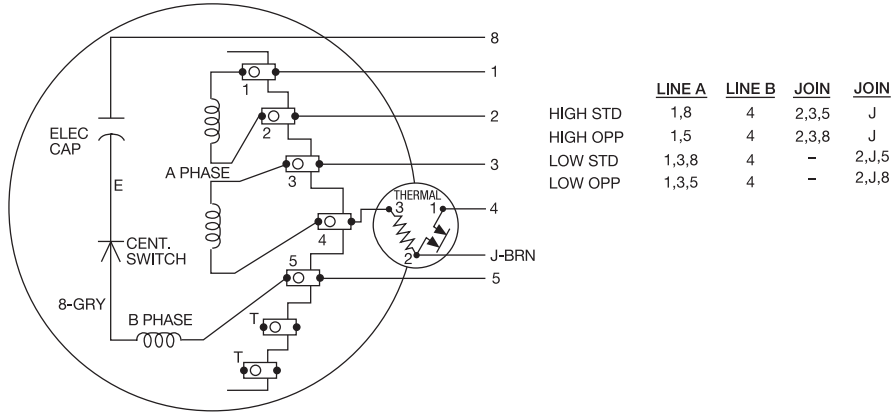 8
1
1
2
2
ELEC
CAP
A PHASE
3
3
E
THERMAL
3 1
4
4
2
J-BRN
CENT.
SWITCH
5
5
8-GRY
B PHASE
T
T
LINE A LINE B JOIN JOIN
HIGH STD 1,8 4 2,3,5 J
HIGH OPP 1,5 4 2,3,8 J
LOW STD 1,3,8 4 – 2,J,5
LOW OPP 1,3,5 4 – 2,J,8